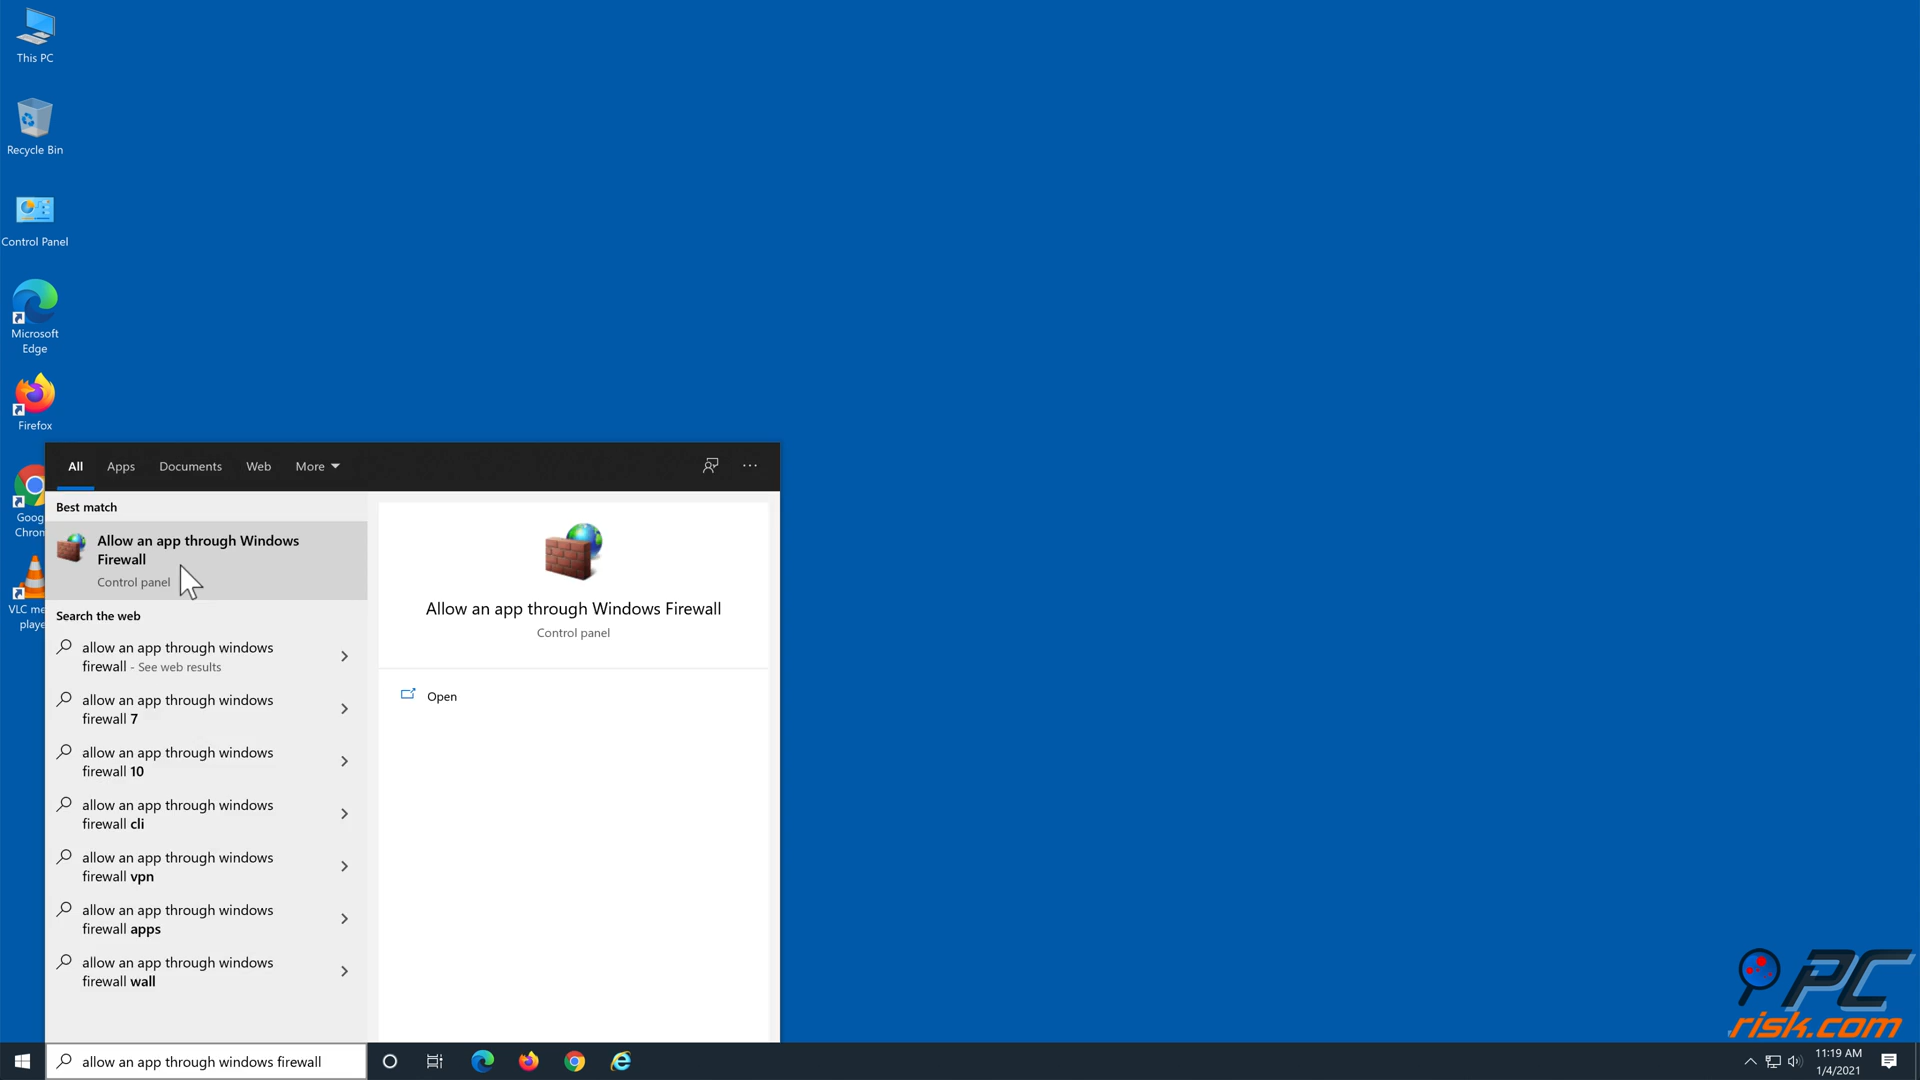 This PC
Recycle Bin
Control Panel
Microsoft
Edge
Firefox
Goog
Chron
VLC me
playe
All
Apps
Documents
Web
More
Best match
Allow an app through Windows
Firewall
Control panel
Search the web
allow an app through windows
firewall - See web results
allow an app through windows
firewall 7
allow an app through windows
firewall 10
allow an app through windows
firewall cli
allow an app through windows
firewall vpn
allow an app through windows
firewall apps
allow an app through windows
firewall wall
Allow an app through Windows Firewall
Control panel
Open
PC
risk.com
allow an app through windows firewall
11:19 AM
1/4/2021